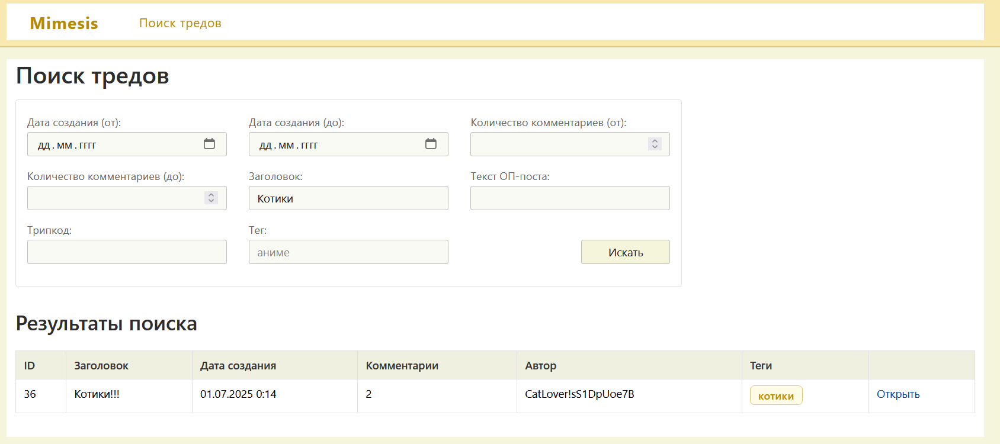 Mimesis Поиск тредов
Поиск тредов
Дата создания (от): Дата создания (до): Количество комментариев (от):
дд.мм.гггг дд.мм.гггг
Количество комментариев (до): Заголовок: Текст ОП-поста:
Котики
Трипкод: Тег:
аниме Искать
Результаты поиска
ID Заголовок Дата создания Комментарии Автор Теги
36 Котики!!! 01.07.2025 0:14 2 CatLover!sS1DpUoe7B котики Открыть